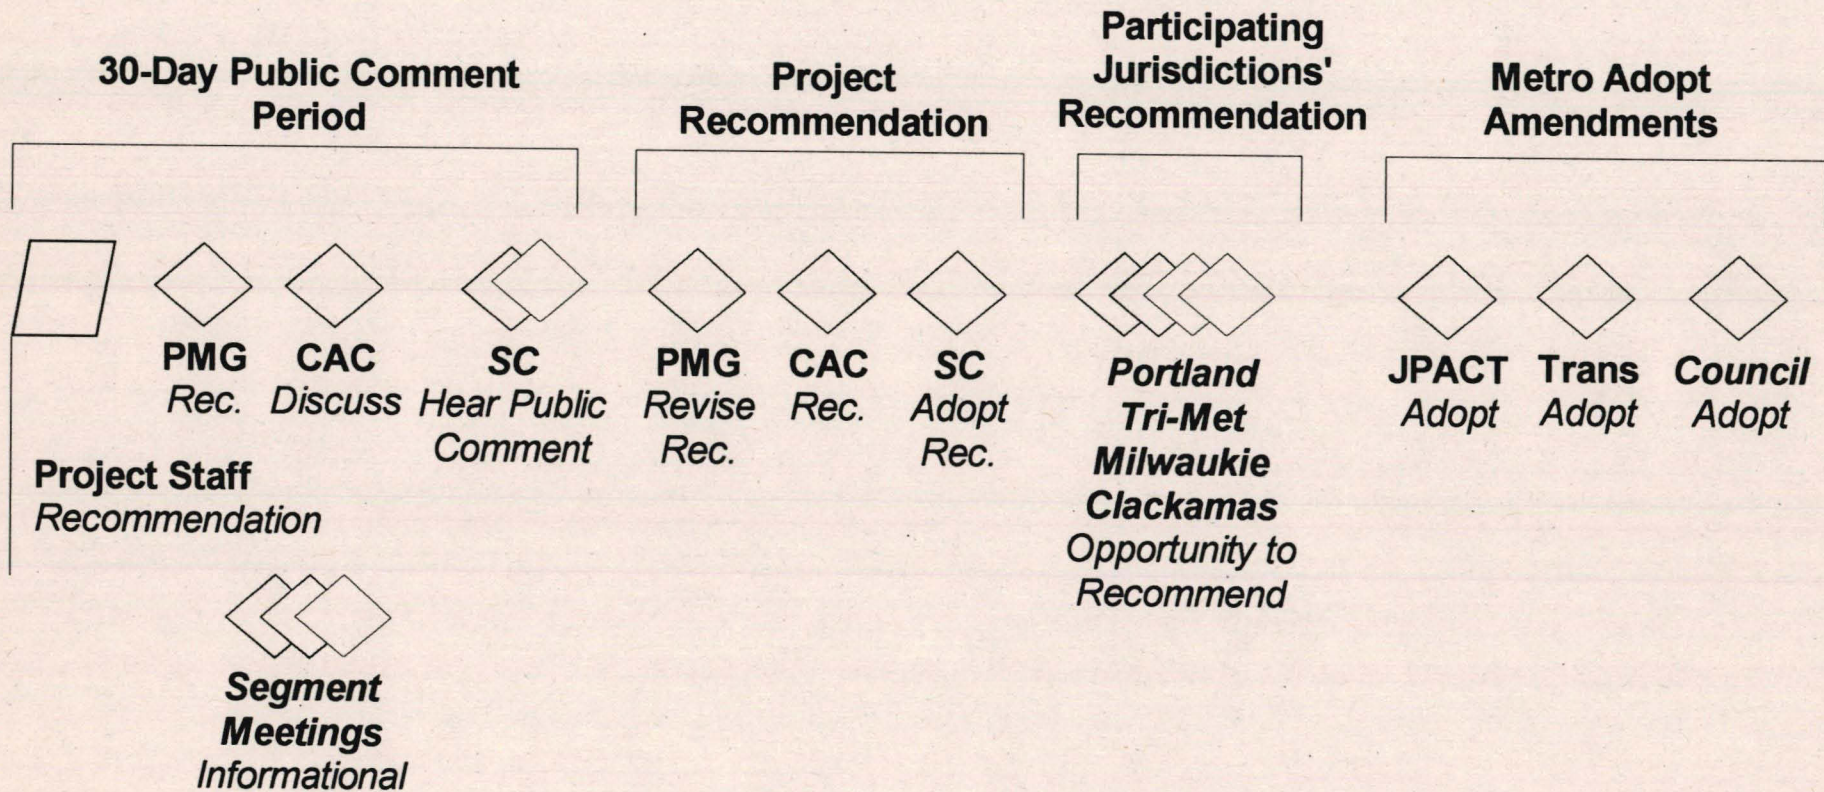 30-Day Public Comment
Period
Project
Recommendation
Participating
Jurisdictions'
Recommendation
Metro Adopt
Amendments
PMG
Rec.
CAC
Discuss
SC
Hear Public
Comment
PMG
Revise
Rec.
CAC
Rec.
SC
Adopt
Rec.
Portland
Tri-Met
Milwaukie
Clackamas
Opportunity to
Recommend
JPACT
Adopt
Trans
Adopt
Council
Adopt
Project Staff
Recommendation
Segment
Meetings
Informational